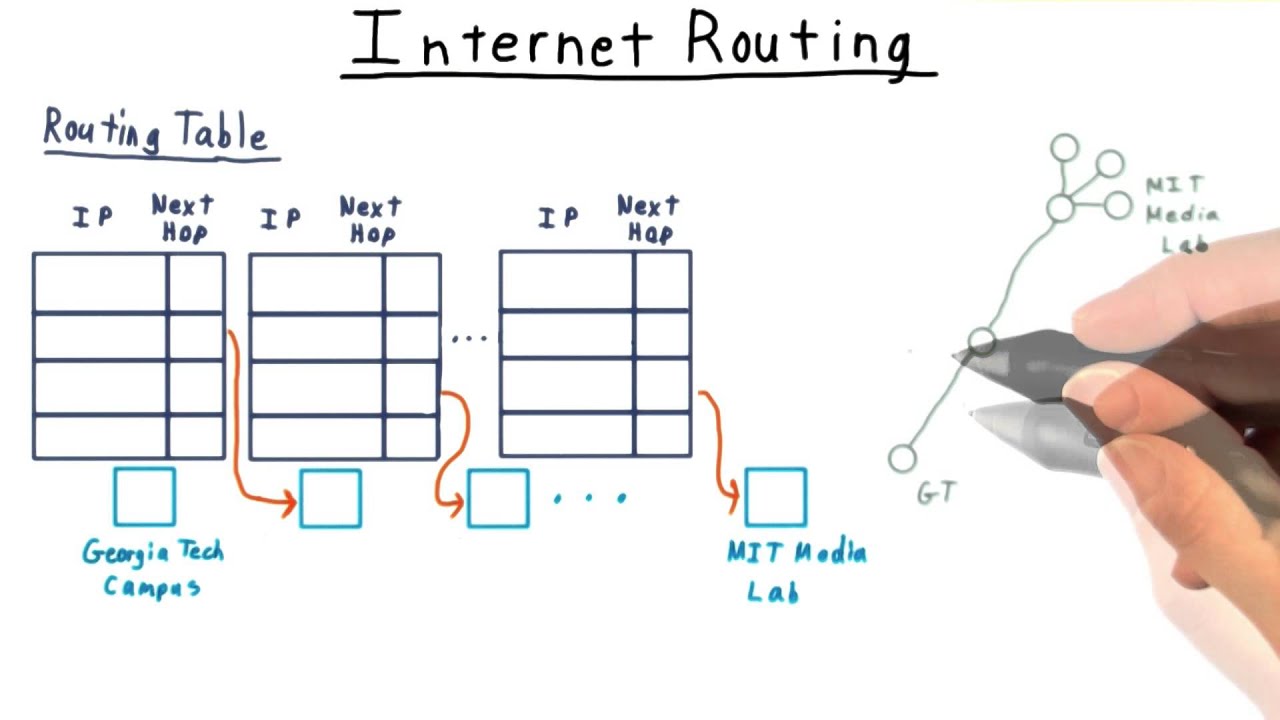 Internet Routing
Routing Table
IP Next Hop
IP Next Hop
IP Next Hop
...
Georgia Tech
Campus
MIT Media
Lab
MIT
Media
Lab
GT